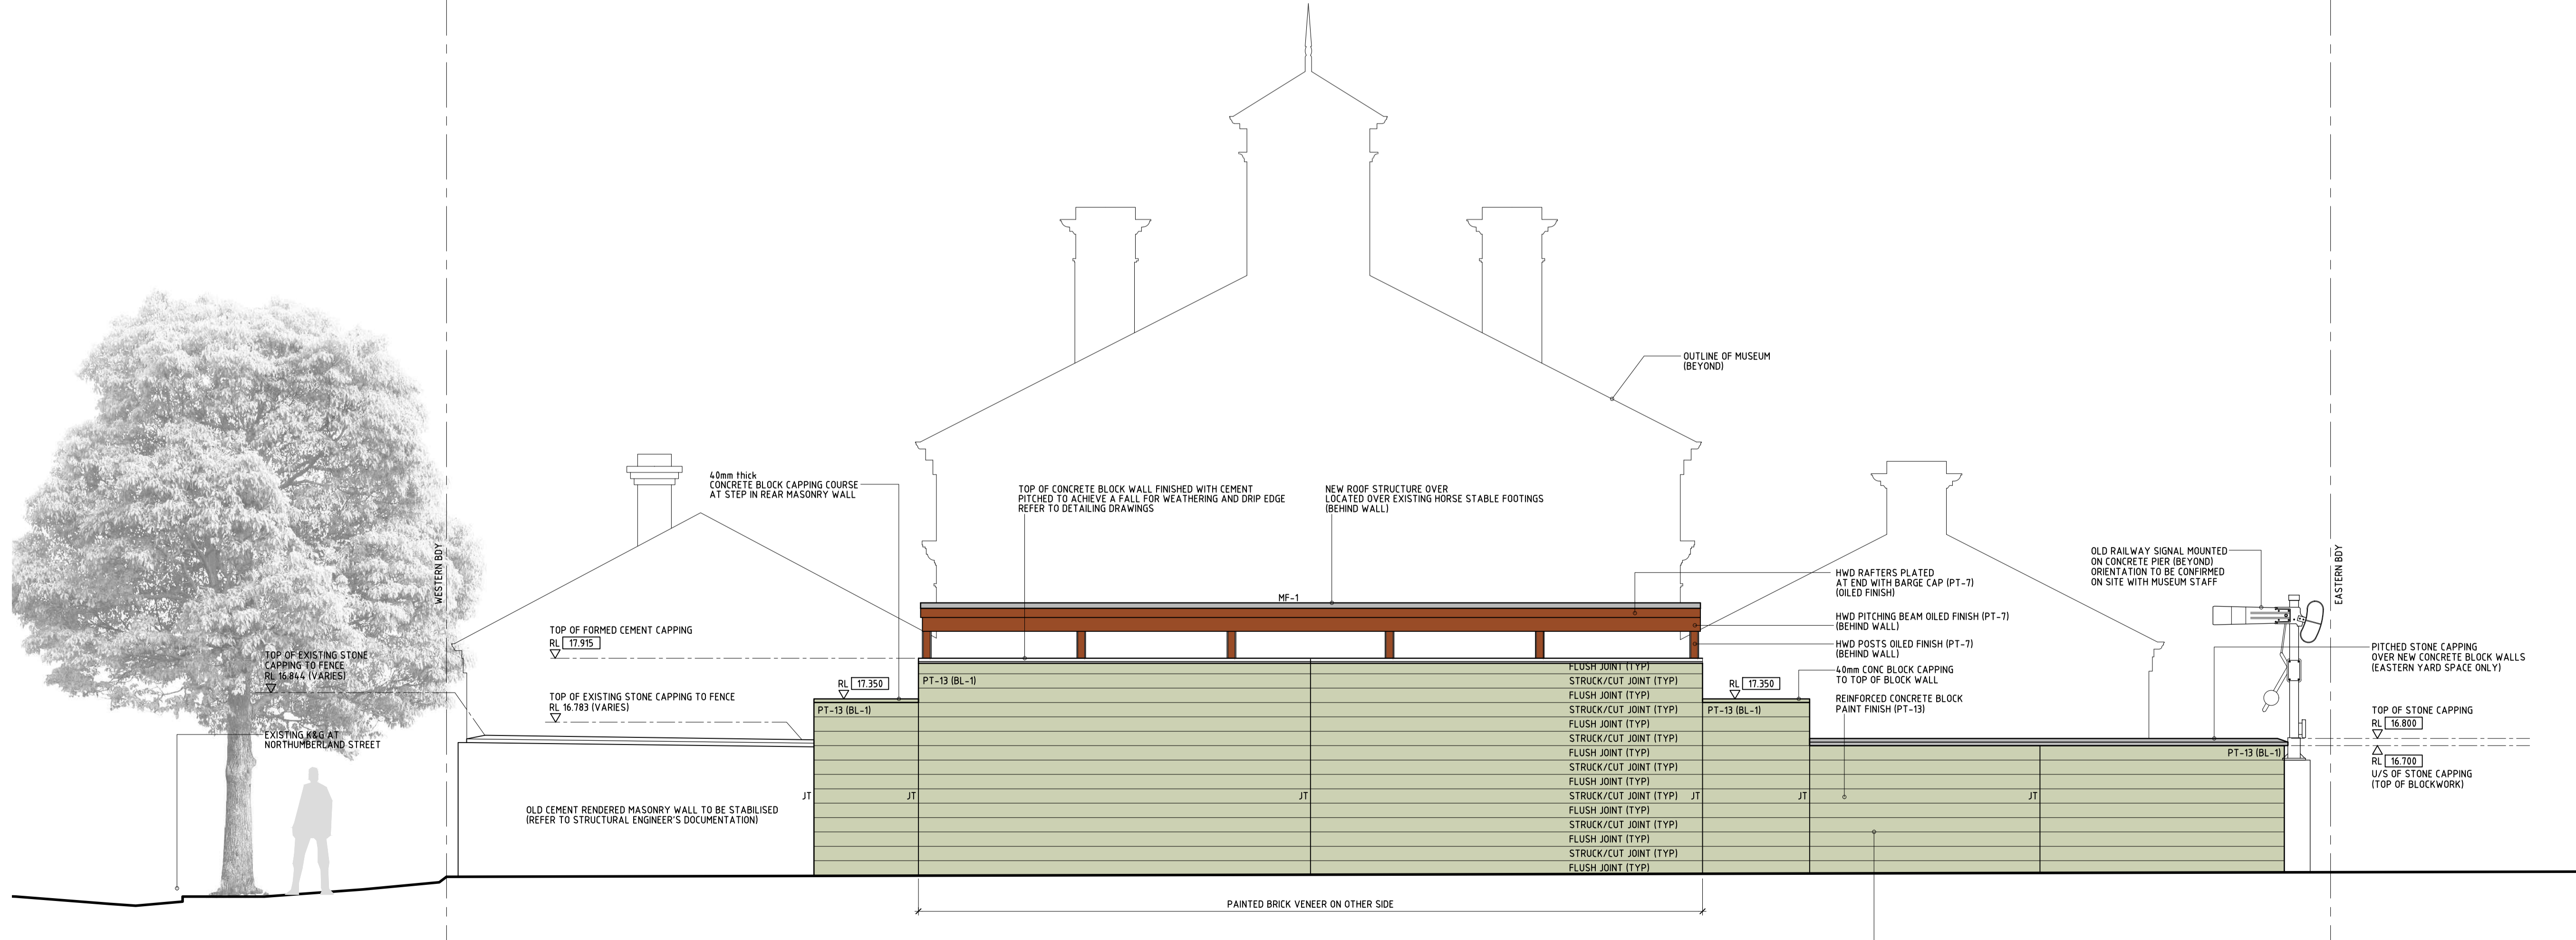 OUTLINE OF MUSEUM
(BEYOND)
40mm thick
CONCRETE BLOCK CAPPING COURSE
AT STEP IN REAR MASONRY WALL
TOP OF CONCRETE BLOCK WALL FINISHED WITH CEMENT
PITCHED TO ACHIEVE A FALL FOR WEATHERING AND DRIP EDGE
REFER TO DETAILING DRAWINGS
NEW ROOF STRUCTURE OVER
LOCATED OVER EXISTING HORSE STABLE FOOTINGS
(BEHIND WALL)
WESTERN BDY
EASTERN BDY
OLD RAILWAY SIGNAL MOUNTED
ON CONCRETE PIER (BEYOND)
ORIENTATION TO BE CONFIRMED
ON SITE WITH MUSEUM STAFF
HWD RAFTERS PLATED
AT END WITH BARGE CAP (PT-7)
(OILED FINISH)
MF-1
HWD PITCHING BEAM OILED FINISH (PT-7)
(BEHIND WALL)
HWD POSTS OILED FINISH (PT-7)
(BEHIND WALL)
TOP OF FORMED CEMENT CAPPING
RL 17.915
TOP OF EXISTING STONE
CAPPING TO FENCE
RL 16.844 (VARIES)
PITCHED STONE CAPPING
OVER NEW CONCRETE BLOCK WALLS
(EASTERN YARD SPACE ONLY)
40mm CONC BLOCK CAPPING
TO TOP OF BLOCK WALL
RL 17.350
RL 17.350
TOP OF EXISTING STONE CAPPING TO FENCE
RL 16.783 (VARIES)
REINFORCED CONCRETE BLOCK
PAINT FINISH (PT-13)
PT-13 (BL-1)
PT-13 (BL-1)
PT-13 (BL-1)
PT-13 (BL-1)
TOP OF STONE CAPPING
RL 16.800
RL 16.700
U/S OF STONE CAPPING
(TOP OF BLOCKWORK)
EXISTING K&G AT
NORTHUMBERLAND STREET
FLUSH JOINT (TYP)
STRUCK/CUT JOINT (TYP)
FLUSH JOINT (TYP)
STRUCK/CUT JOINT (TYP)
FLUSH JOINT (TYP)
STRUCK/CUT JOINT (TYP)
FLUSH JOINT (TYP)
STRUCK/CUT JOINT (TYP)
FLUSH JOINT (TYP)
STRUCK/CUT JOINT (TYP)
FLUSH JOINT (TYP)
STRUCK/CUT JOINT (TYP)
FLUSH JOINT (TYP)
STRUCK/CUT JOINT (TYP)
FLUSH JOINT (TYP)
JT
JT
JT
JT
JT
JT
OLD CEMENT RENDERED MASONRY WALL TO BE STABILISED
(REFER TO STRUCTURAL ENGINEER'S DOCUMENTATION)
PAINTED BRICK VENEER ON OTHER SIDE